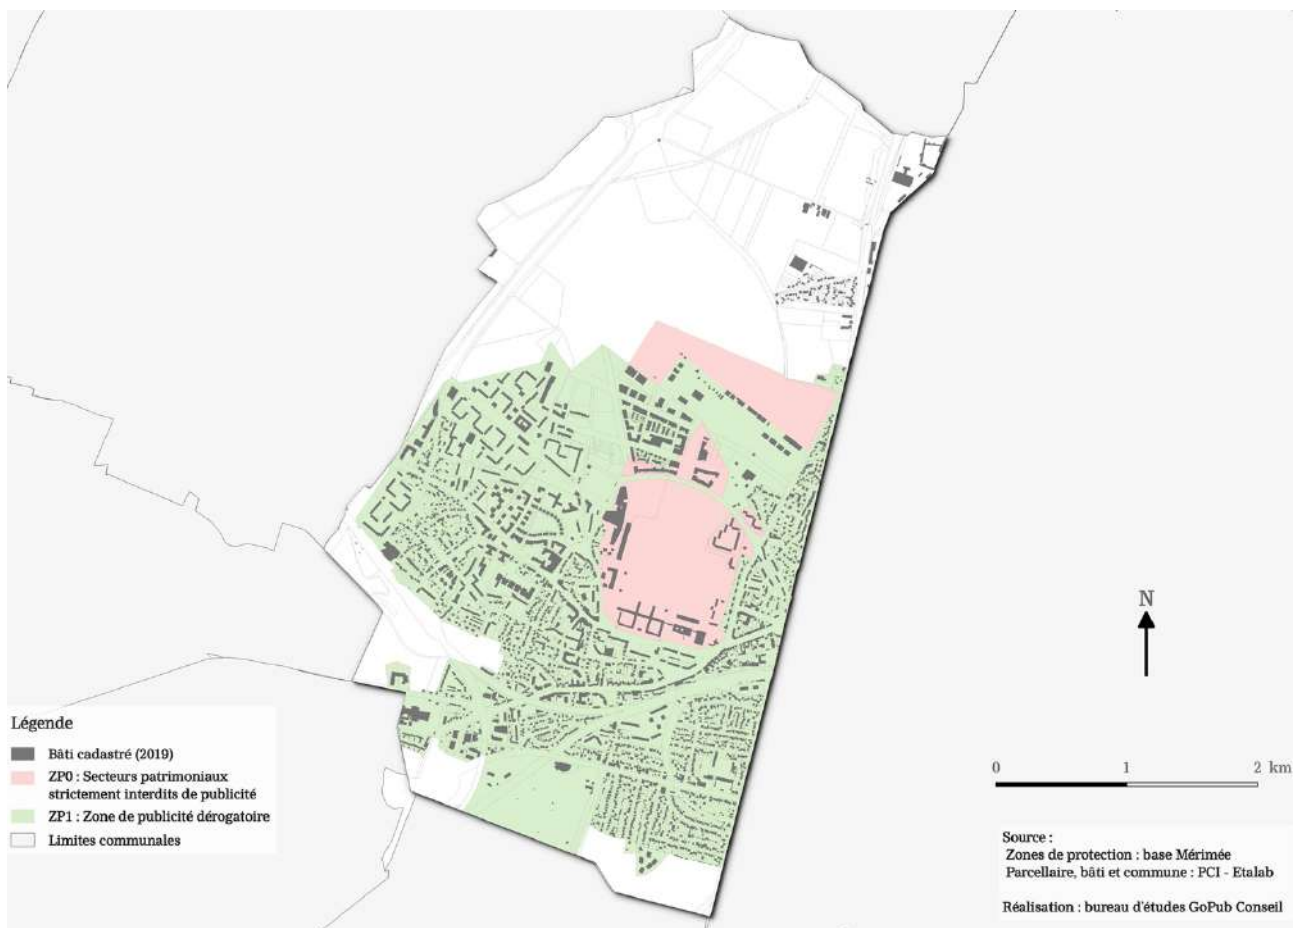 N
0 1 2 km
Légende
Bâti cadastré (2019)
ZP0 : Secteurs patrimoniaux
strictement interdits de publicité
ZP1 : Zone de publicité dérogatoire
Limites communales
Source :
Zones de protection : base Mérimée
Parcellaire, bâti et commune : PCI - Etalab
Réalisation : bureau d'études GoPub Conseil